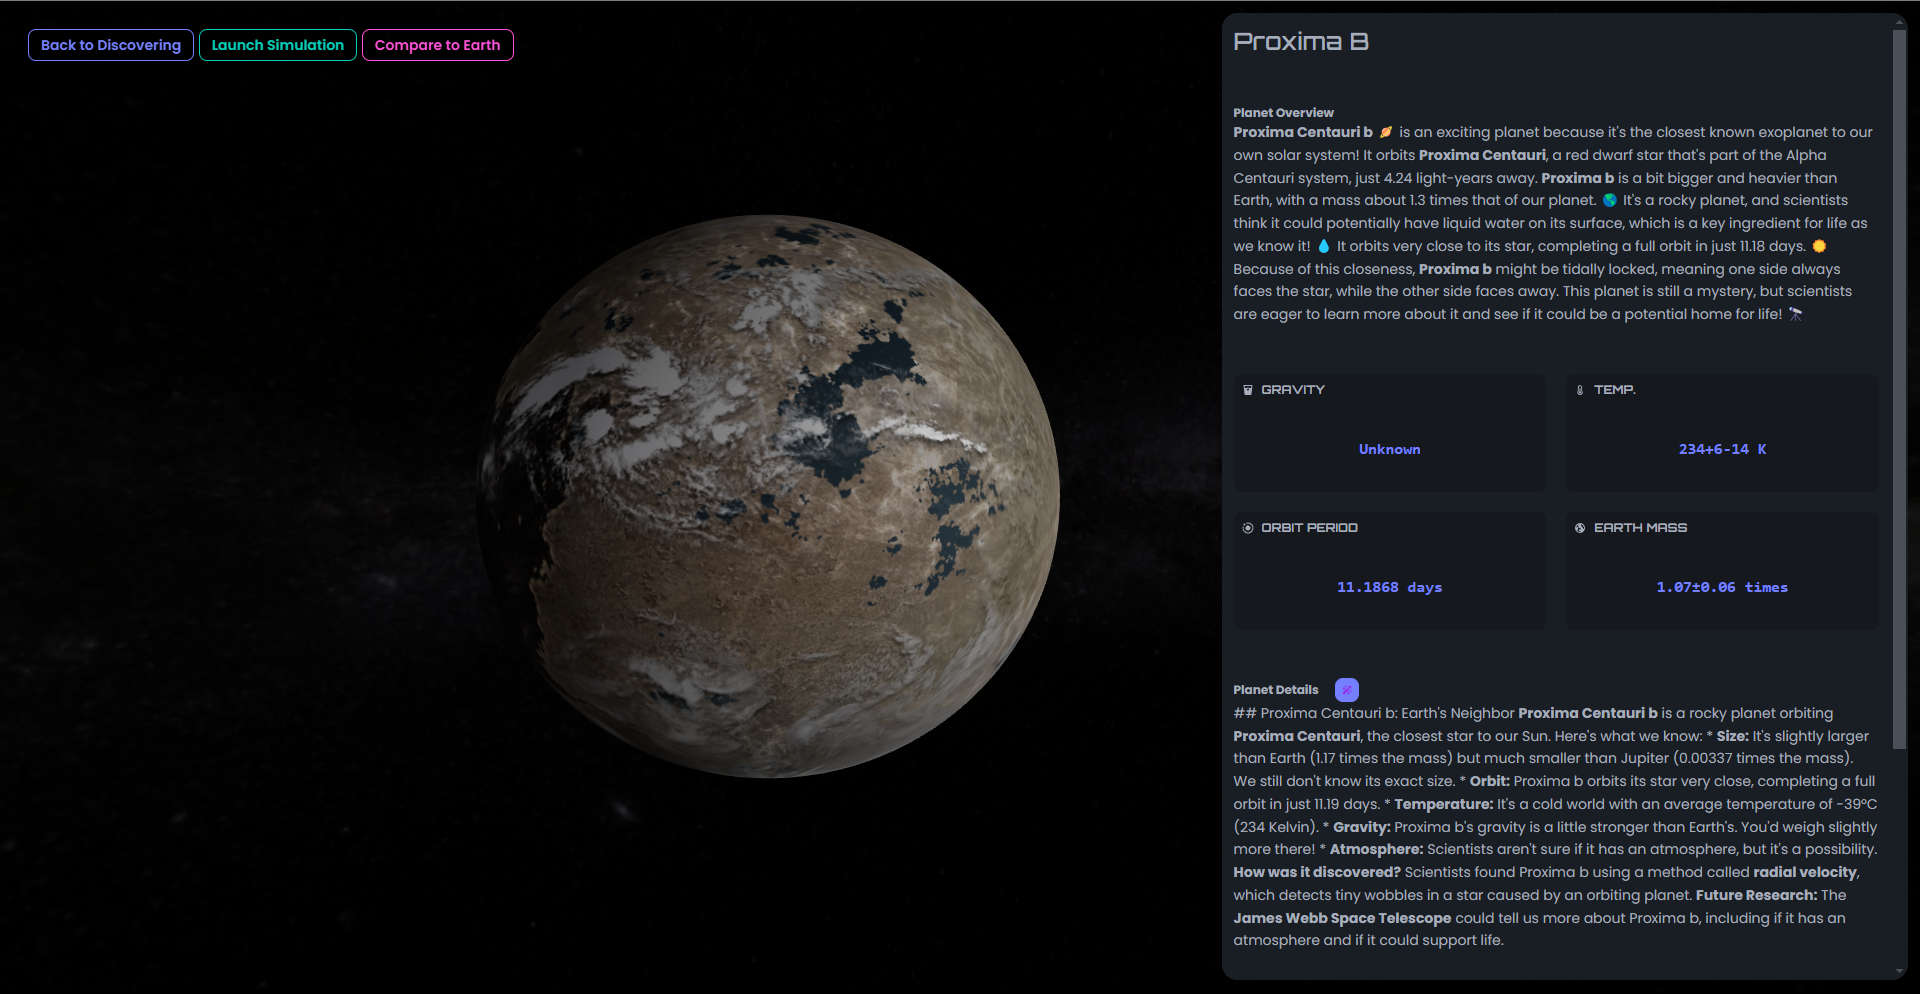 Back to Discovering
Launch Simulation
Compare to Earth
Proxima B
Planet Overview
Proxima Centauri b 🪐 is an exciting planet because it's the closest known exoplanet to our
own solar system! It orbits Proxima Centauri, a red dwarf star that's part of the Alpha
Centauri system, just 4.24 light-years away. Proxima b is a bit bigger and heavier than
Earth, with a mass about 1.3 times that of our planet. 🌎 It's a rocky planet, and scientists
think it could potentially have liquid water on its surface, which is a key ingredient for life as
we know it! 💧 It orbits very close to its star, completing a full orbit in just 11.18 days. ☀️
Because of this closeness, Proxima b might be tidally locked, meaning one side always
faces the star, while the other side faces away. This planet is still a mystery, but scientists
are eager to learn more about it and see if it could be a potential home for life! 🔭
GRAVITY
Unknown
TEMP.
234+6-14 K
ORBIT PERIOD
11.1868 days
EARTH MASS
1.07±0.06 times
Planet Details
## Proxima Centauri b: Earth's Neighbor Proxima Centauri b is a rocky planet orbiting
Proxima Centauri, the closest star to our Sun. Here's what we know: * Size: It's slightly larger
than Earth (1.17 times the mass) but much smaller than Jupiter (0.00337 times the mass).
We still don't know its exact size. * Orbit: Proxima b orbits its star very close, completing a full
orbit in just 11.19 days. * Temperature: It's a cold world with an average temperature of -39°C
(234 Kelvin). * Gravity: Proxima b's gravity is a little stronger than Earth's. You'd weigh slightly
more there! * Atmosphere: Scientists aren't sure if it has an atmosphere, but it's a possibility.
How was it discovered? Scientists found Proxima b using a method called radial velocity,
which detects tiny wobbles in a star caused by an orbiting planet. Future Research: The
James Webb Space Telescope could tell us more about Proxima b, including if it has an
atmosphere and if it could support life.